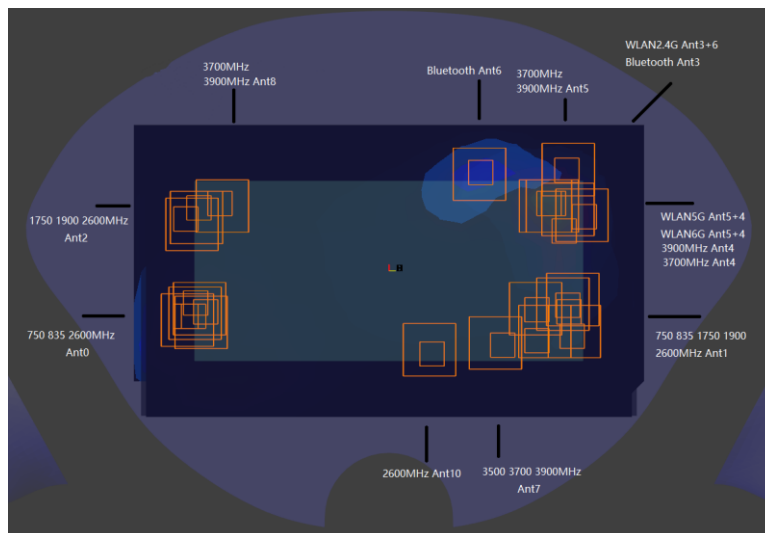 WLAN2.4G Ant3+6
Bluetooth Ant3
3700MHz
3900MHz Ant8
Bluetooth Ant6
3700MHz
3900MHz Ant5
1750 1900 2600MHz
Ant2
WLAN5G Ant5+4
WLAN6G Ant5+4
3900MHz Ant4
3700MHz Ant4
750 835 2600MHz
Ant0
750 835 1750 1900
2600MHz Ant1
2600MHz Ant10
3500 3700 3900MHz
Ant7